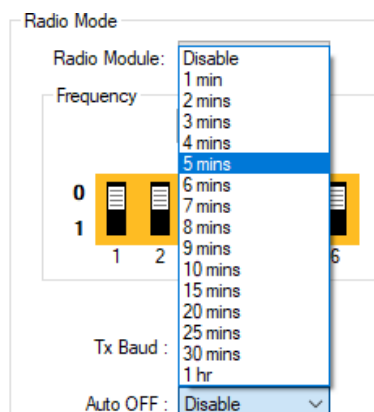 Radio Mode
Radio Module:
Frequency
0
1
1 2 6
Tx Baud :
Auto OFF : Disable
Disable
1 min
2 mins
3 mins
4 mins
5 mins
6 mins
7 mins
8 mins
9 mins
10 mins
15 mins
20 mins
25 mins
30 mins
1 hr